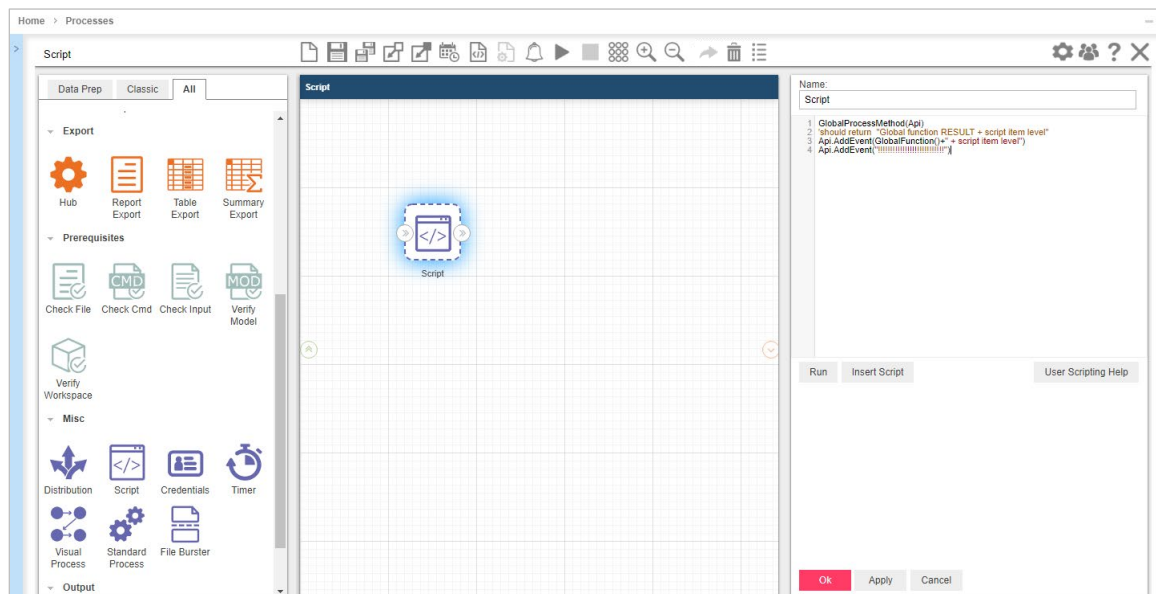 Home > Processes
Script
Data Prep Classic All
Export
Hub
Report Export
Table Export
Summary Export
Prerequisites
CMD
MOD
Check File
Check Cmd
Check Input
Verify Model
Verify Workspace
Misc
</>
Distribution
Script
Credentials
Timer
Visual Process
Standard Process
File Burster
Output
Script
</>
Script
Name:
Script
1 GlobalProcessMethod(Api)
2 'should return "Global function RESULT + script item level"
3 Api.AddEvent(GlobalFunction()+" + script item level")
4 Api.AddEvent("!!!!!!!!!!!!!!!!!!!!!!!!!!!")
Run Insert Script User Scripting Help
Ok Apply Cancel